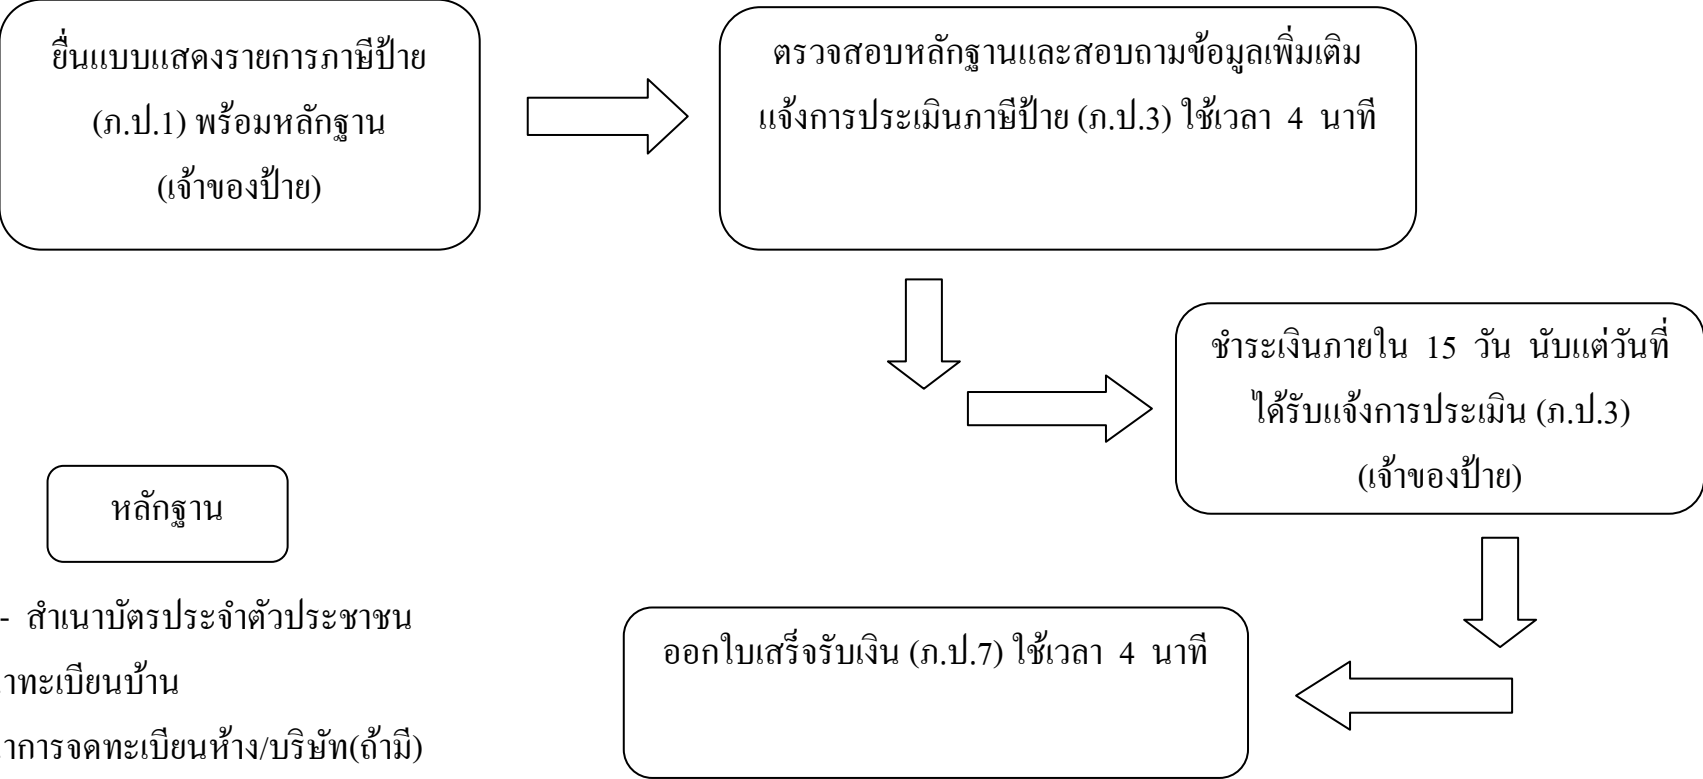 ยื่นแบบแสดงรายการภาษีป้าย
(ภ.ป.1) พร้อมหลักฐาน
(เจ้าของป้าย)
ตรวจสอบหลักฐานและสอบถามข้อมูลเพิ่มเติม
แจ้งการประเมินภาษีป้าย (ภ.ป.3) ใช้เวลา 4 นาที
ชำระเงินภายใน 15 วัน นับแต่วันที่
ได้รับแจ้งการประเมิน (ภ.ป.3)
(เจ้าของป้าย)
ออกใบเสร็จรับเงิน (ภ.ป.7) ใช้เวลา 4 นาที
หลักฐาน
- สำเนาบัตรประจำตัวประชาชน
ทะเบียนบ้าน
การจดทะเบียนห้าง/บริษัท(ถ้ามี)